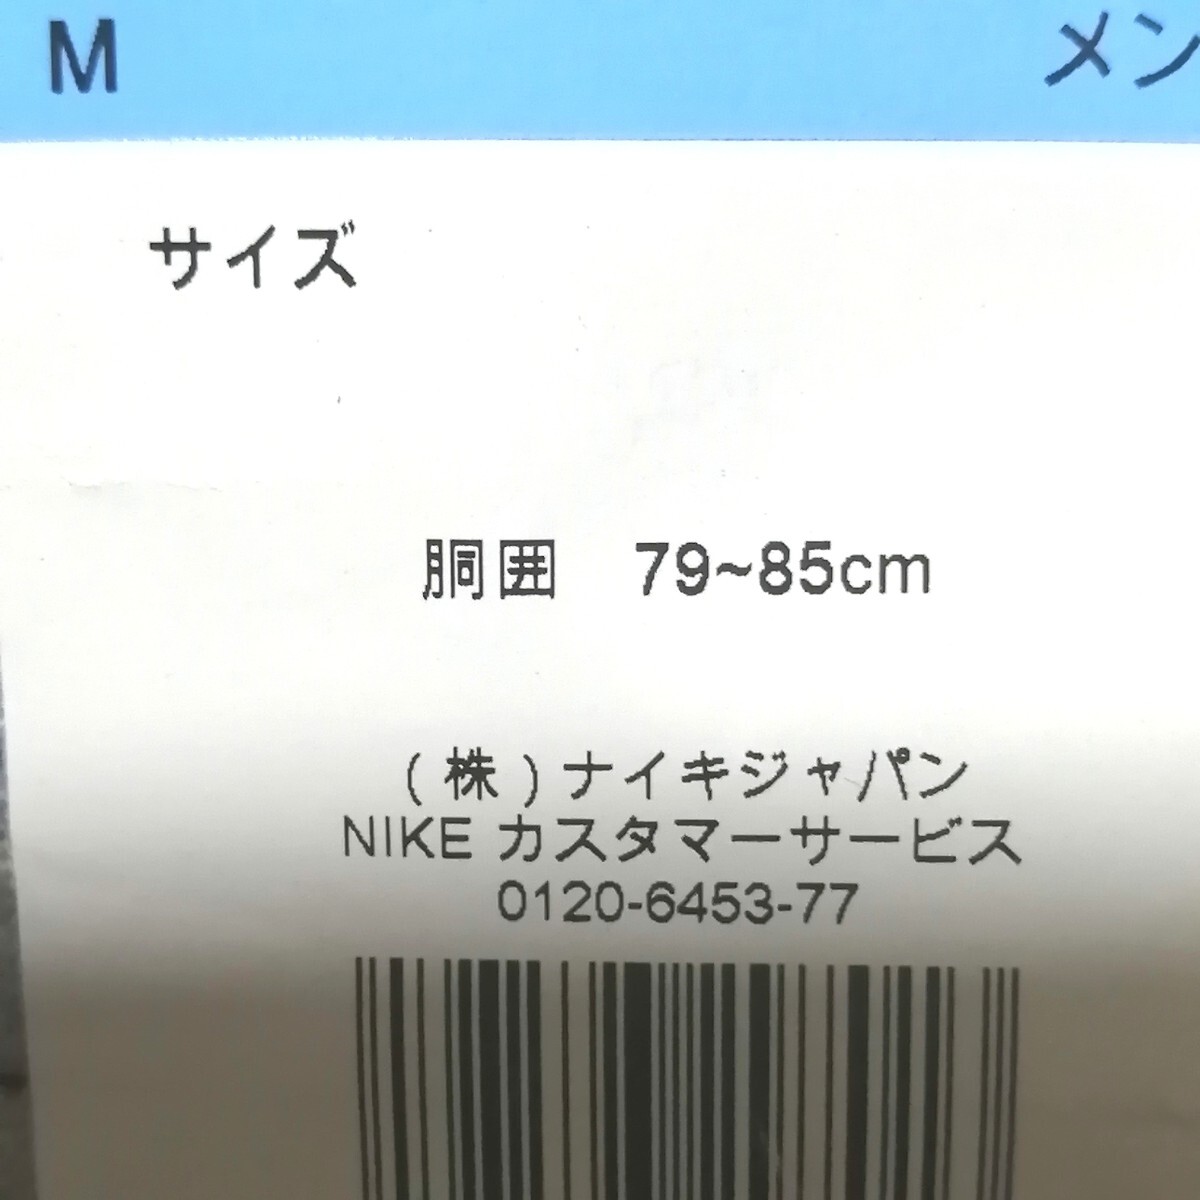 M メン
サイズ
胴囲 79~85cm
(株)ナイキジャパン
NIKE カスタマーサービス
0120-6453-77